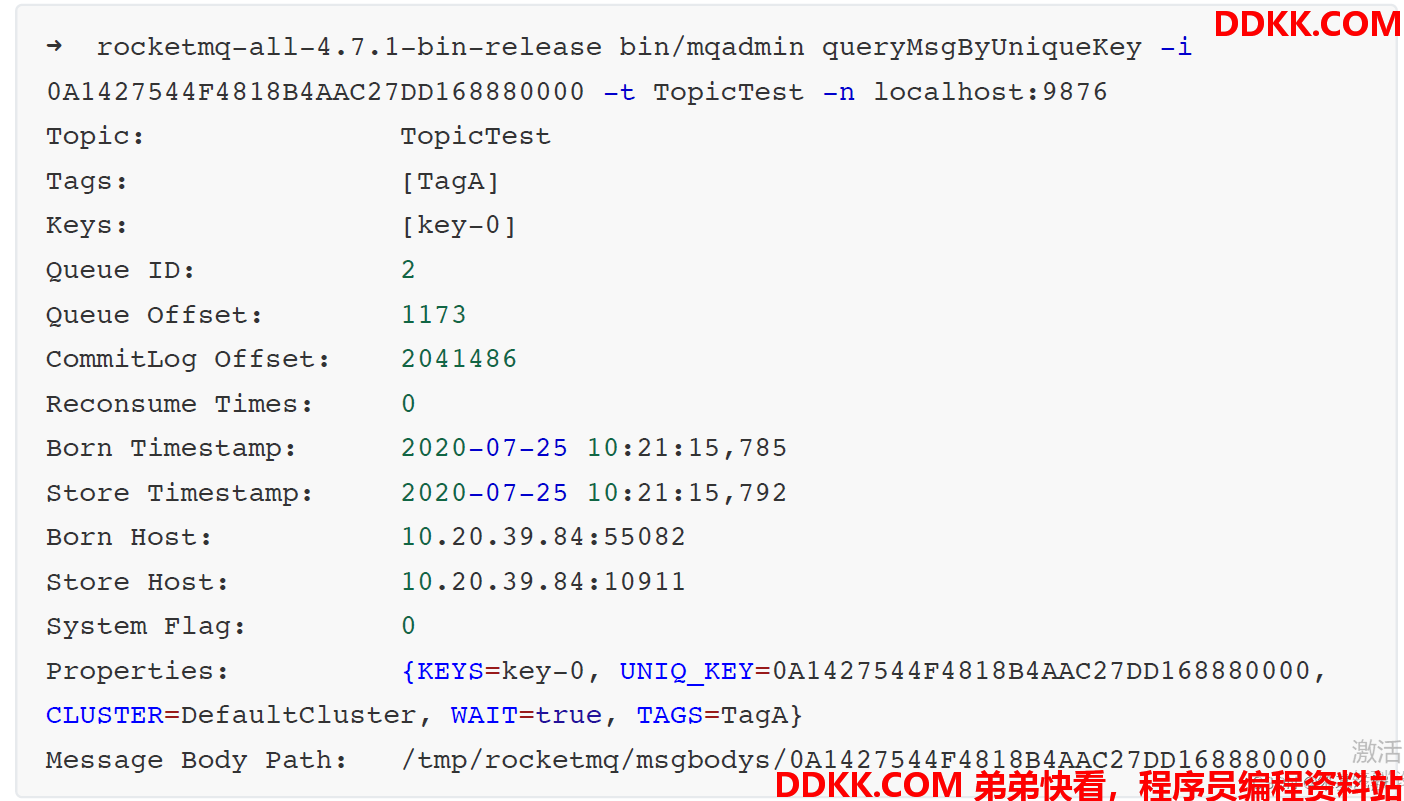 DDKK.COM
➜  rocketmq-all-4.7.1-bin-release bin/mqadmin queryMsgByUniqueKey -i
0A1427544F4818B4AAC27DD168880000 -t TopicTest -n localhost:9876
Topic:               TopicTest
Tags:                [TagA]
Keys:                [key-0]
Queue ID:            2
Queue Offset:        1173
CommitLog Offset:    2041486
Reconsume Times:     0
Born Timestamp:      2020-07-25 10:21:15,785
Store Timestamp:     2020-07-25 10:21:15,792
Born Host:           10.20.39.84:55082
Store Host:          10.20.39.84:10911
System Flag:         0
Properties:          {KEYS=key-0, UNIQ_KEY=0A1427544F4818B4AAC27DD168880000,
CLUSTER=DefaultCluster, WAIT=true, TAGS=TagA}
Message Body Path:   /tmp/rocketmq/msgbodys/0A1427544F4818B4AAC27DD168880000
激活
DDKK.COM 弟弟快看，程序员编程资料站